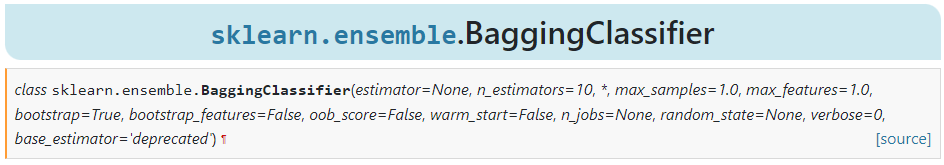 sklearn.ensemble.BaggingClassifier
class sklearn.ensemble.BaggingClassifier(estimator=None, n_estimators=10, *, max_samples=1.0, max_features=1.0,
bootstrap=True, bootstrap_features=False, oob_score=False, warm_start=False, n_jobs=None, random_state=None, verbose=0,
base_estimator='deprecated') ¶ [source]